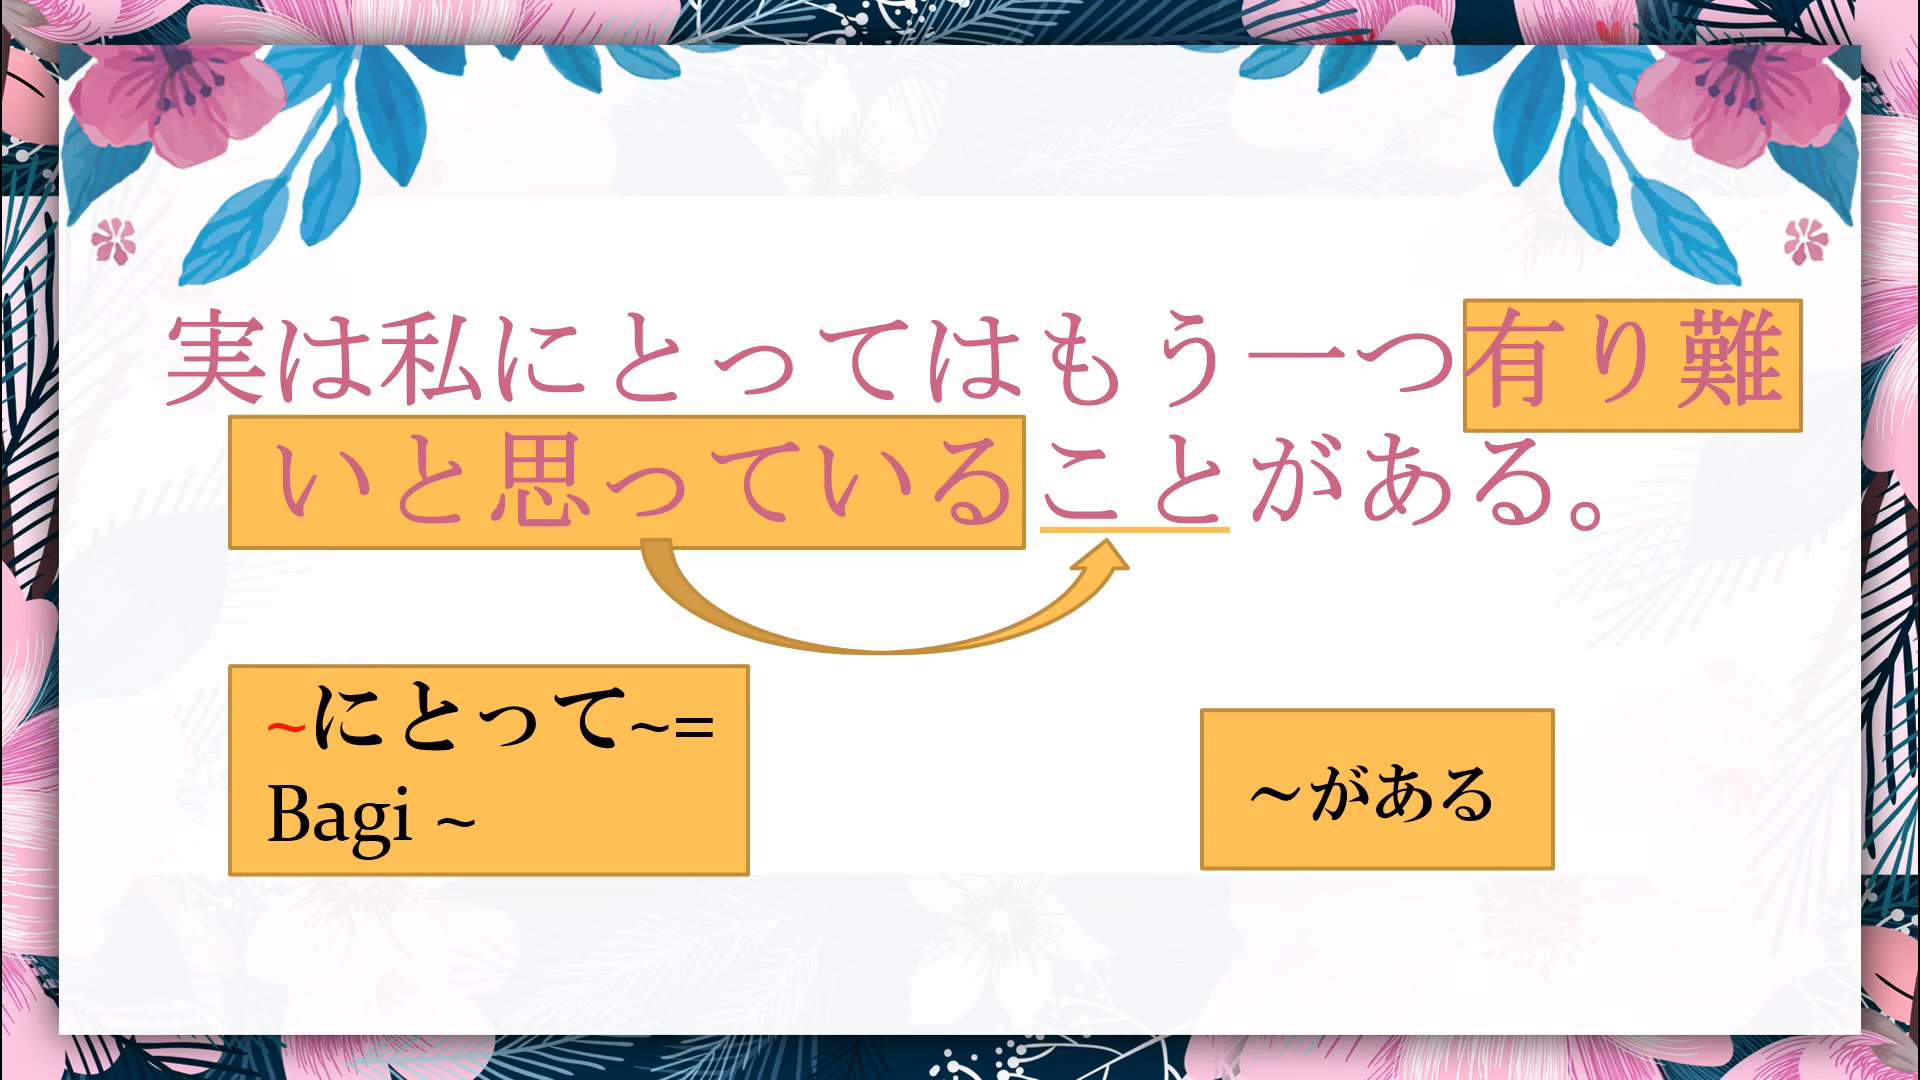 実は私にとってはもう一つ有り難
いと思っていることがある。
~にとって~=
Bagi ~
～がある